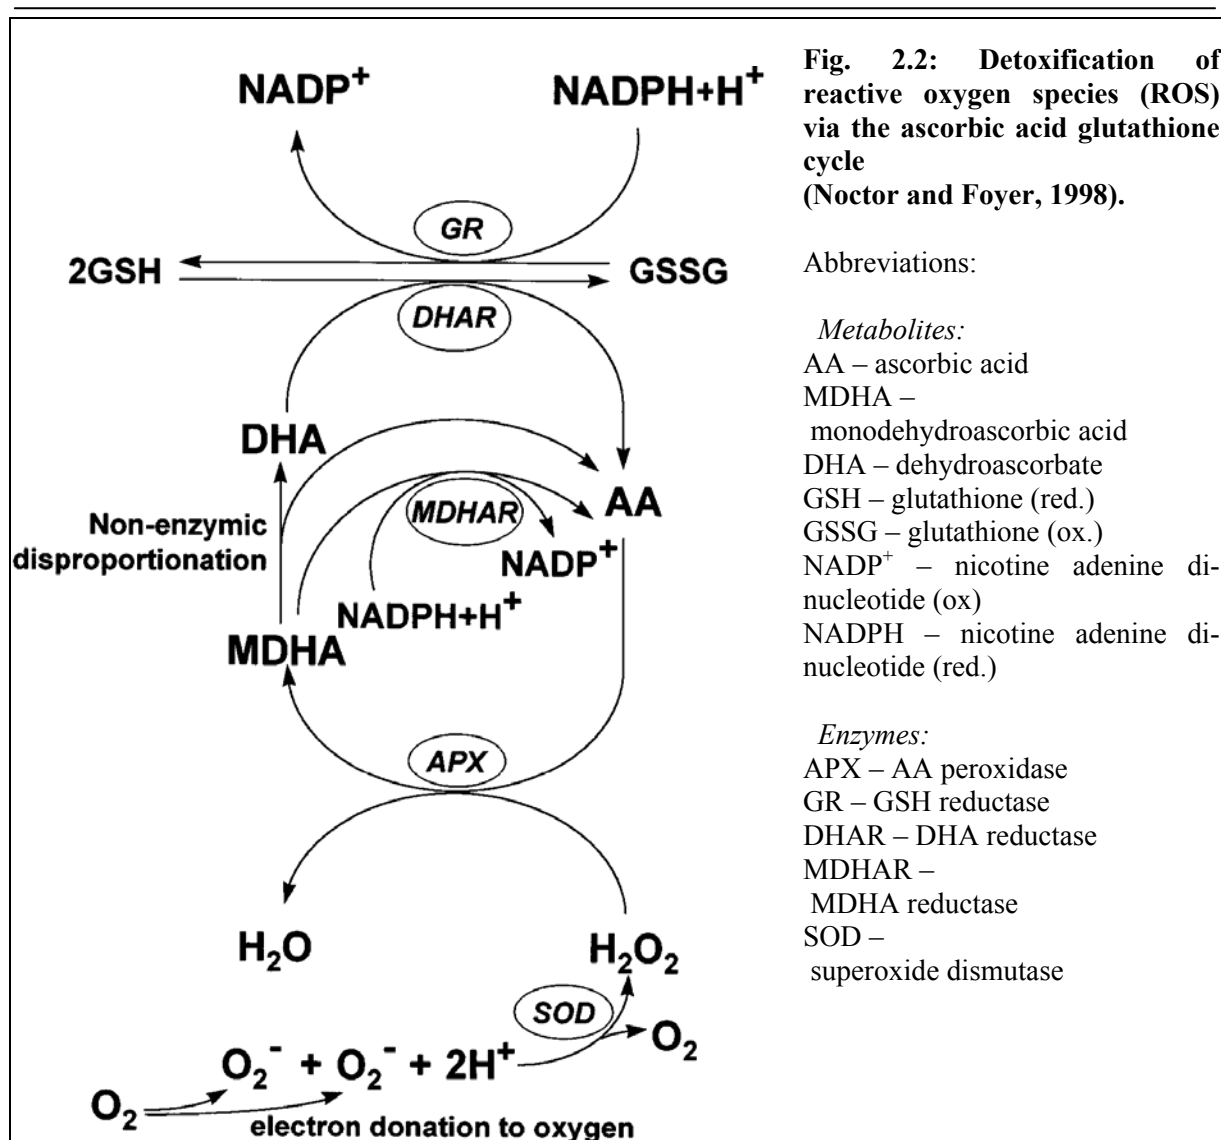 NADP+ NADPH+H+
GR
2GSH GSSG
DHAR
DHA
AA
MDHAR
Non-enzymic
disproportionation
NADP+
NADPH+H+
MDHA
APX
H2O H2O2
SOD
O2
O2- + O2- + 2H+
O2
electron donation to oxygen
Fig. 2.2: Detoxification of
reactive oxygen species (ROS)
via the ascorbic acid glutathione
cycle
(Noctor and Foyer, 1998).
Abbreviations:
Metabolites:
AA – ascorbic acid
MDHA –
monodehydroascorbic acid
DHA – dehydroascorbate
GSH – glutathione (red.)
GSSG – glutathione (ox.)
NADP+ – nicotine adenine di-
nucleotide (ox)
NADPH – nicotine adenine di-
nucleotide (red.)
Enzymes:
APX – AA peroxidase
GR – GSH reductase
DHAR – DHA reductase
MDHAR –
MDHA reductase
SOD –
superoxide dismutase